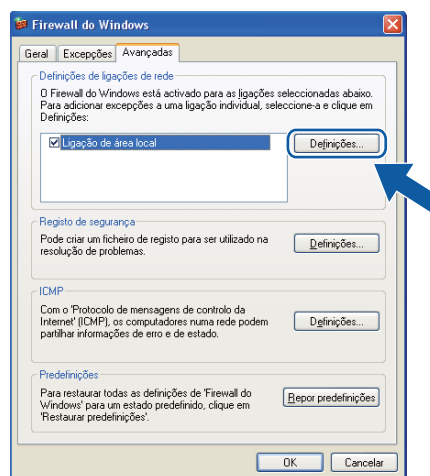 Firewall do Windows
Geral Excepções Avançadas
Definições de ligações de rede
O Firewall do Windows está activado para as ligações seleccionadas abaixo.
Para adicionar excepções a uma ligação individual, seleccione-a e clique em
Definições:
Ligação de área local
Definições...
Registo de segurança
Pode criar um ficheiro de registo para ser utilizado na
resolução de problemas.
Definições...
ICMP
Com o 'Protocolo de mensagens de controlo da
Internet' (ICMP), os computadores numa rede podem
partilhar informações de erro e de estado.
Definições...
Predefinições
Para restaurar todas as definições de 'Firewall do
Windows' para um estado predefinido, clique em
'Restaurar predefinições'.
Repor predefinições
OK Cancelar